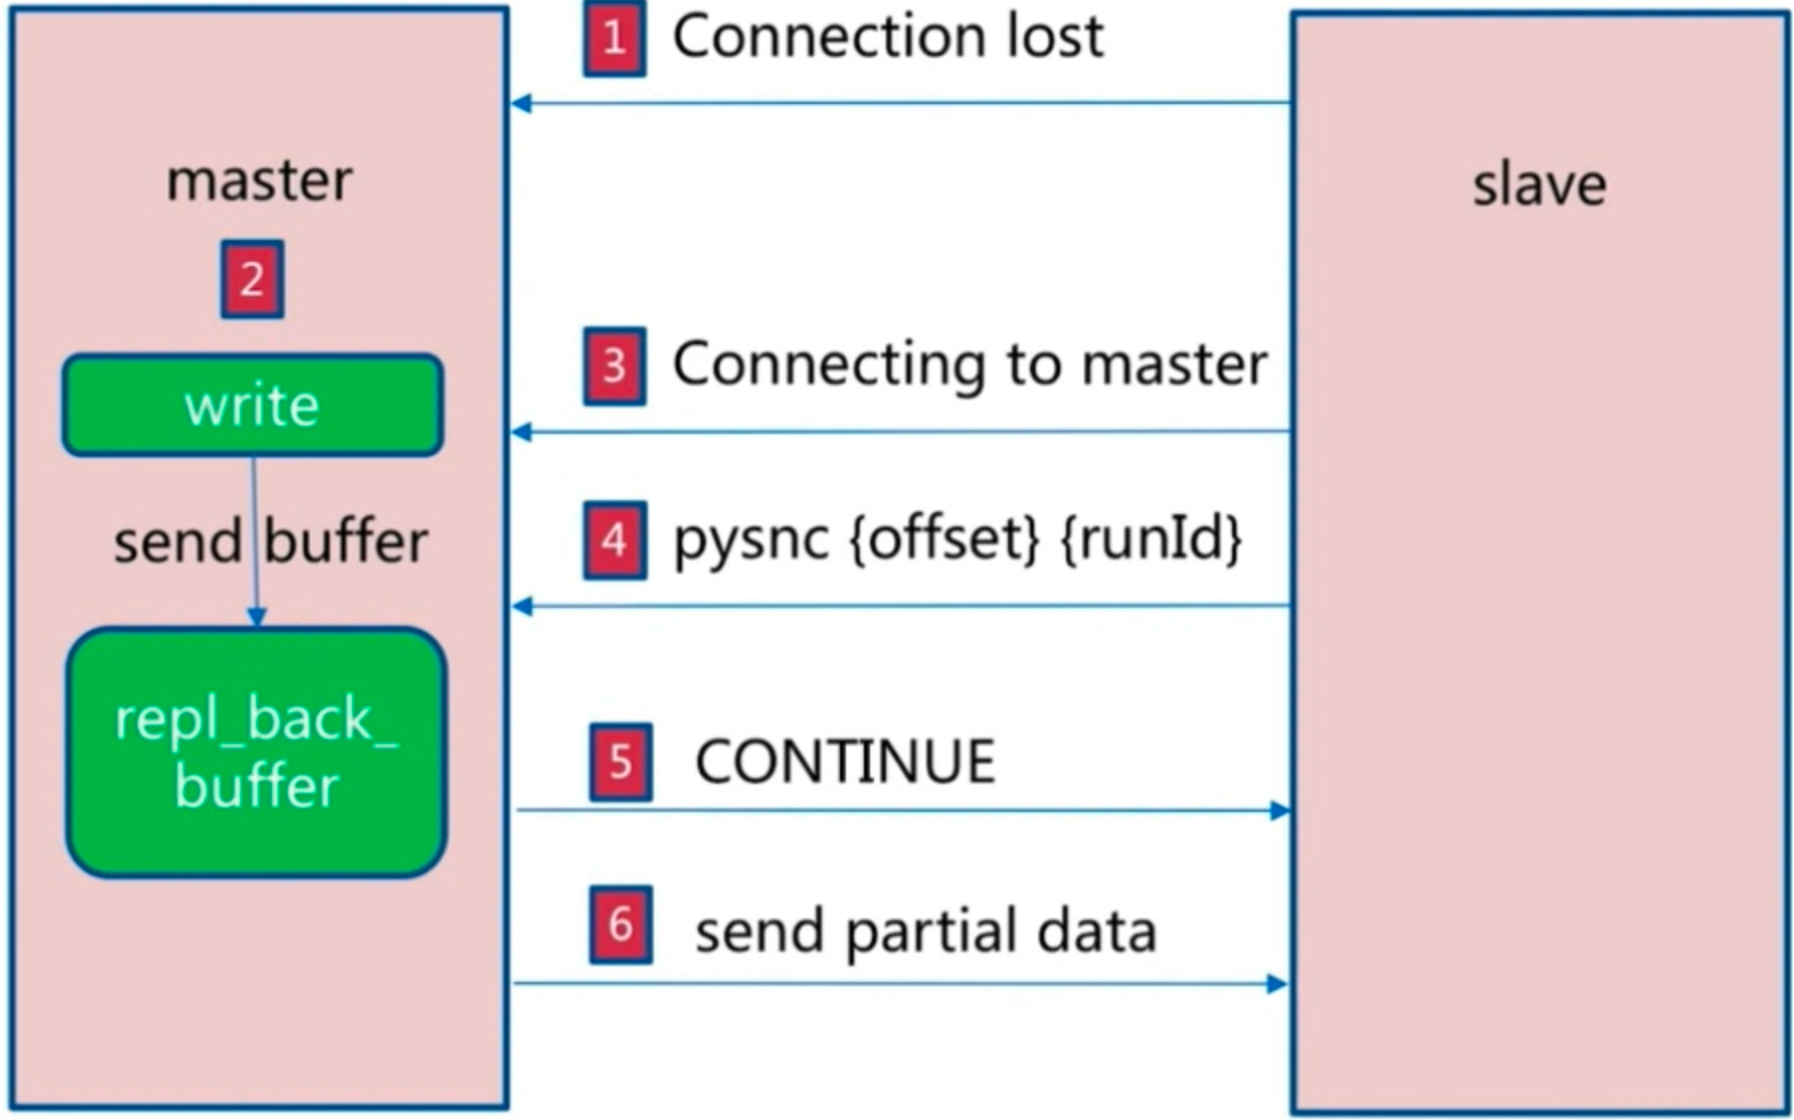 1 Connection lost
master
slave
2
write
3 Connecting to master
send buffer
4 pysnc {offset} {runId}
repl_back_
buffer
5 CONTINUE
6 send partial data